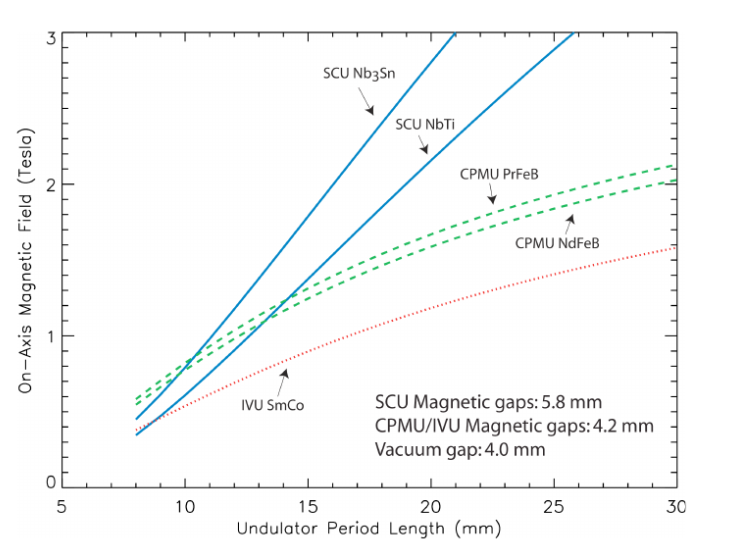 3
SCU Nb₃Sn
SCU NbTi
CPMU PrFeB
2
CPMU NdFeB
1
IVU SmCo
SCU Magnetic gaps: 5.8 mm
CPMU/IVU Magnetic gaps: 4.2 mm
Vacuum gap: 4.0 mm
0
5 10 15 20 25 30
Undulator Period Length (mm)
On-Axis Magnetic Field (Tesla)